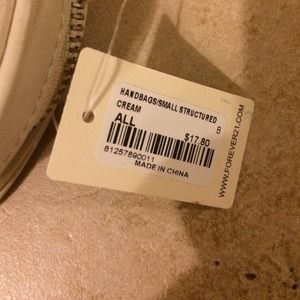 HANDBAGS/SMALL STRUCTURED
CREAM B
ALL
$17.80
81257890011
MADE IN CHINA
WWW.FOREVER21.COM